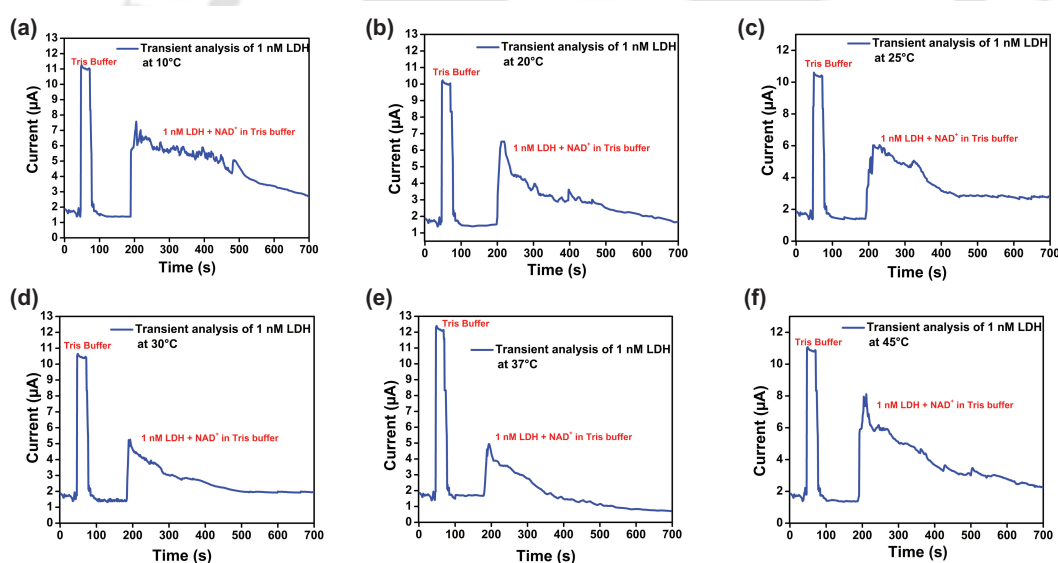 (a)
13
12
11
10
9
8
7
6
5
4
3
2
1
0
0 100 200 300 400 500 600 700
Current (µA)
Time (s)
Transient analysis of 1 nM LDH
at 10°C
Tris Buffer
1 nM LDH + NAD⁺ in Tris buffer
(b)
13
12
11
10
9
8
7
6
5
4
3
2
1
0 100 200 300 400 500 600 700
Current (µA)
Time (s)
Transient analysis of 1 nM LDH
at 20°C
Tris Buffer
1 nM LDH + NAD⁺ in Tris buffer
(c)
12
10
8
6
4
2
0
0 100 200 300 400 500 600 700
Current (µA)
Time (s)
Transient analysis of 1 nM LDH
at 25°C
Tris Buffer
1 nM LDH + NAD⁺ in Tris buffer
(d)
13
12
11
10
9
8
7
6
5
4
3
2
1
0
0 100 200 300 400 500 600 700
Current (µA)
Time (s)
Transient analysis of 1 nM LDH
at 30°C
Tris Buffer
1 nM LDH + NAD⁺ in Tris buffer
(e)
13
12
11
10
9
8
7
6
5
4
3
2
1
0
0 100 200 300 400 500 600 700
Current (µA)
Time (s)
Transient analysis of 1 nM LDH
at 37°C
Tris Buffer
1 nM LDH + NAD⁺ in Tris buffer
(f)
12
10
8
6
4
2
0
0 100 200 300 400 500 600 700
Current (µA)
Time (s)
Transient analysis of 1 nM LDH
at 45°C
Tris Buffer
1 nM LDH + NAD⁺ in Tris buffer